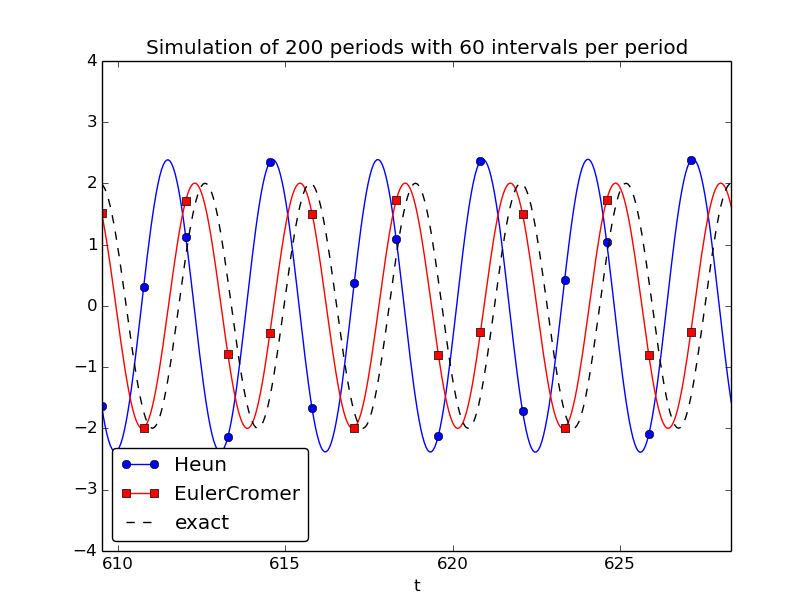 Simulation of 200 periods with 60 intervals per period
4
3
2
1
0
−1
−2
−3
−4
Heun
EulerCromer
exact
610 615 620 625
t